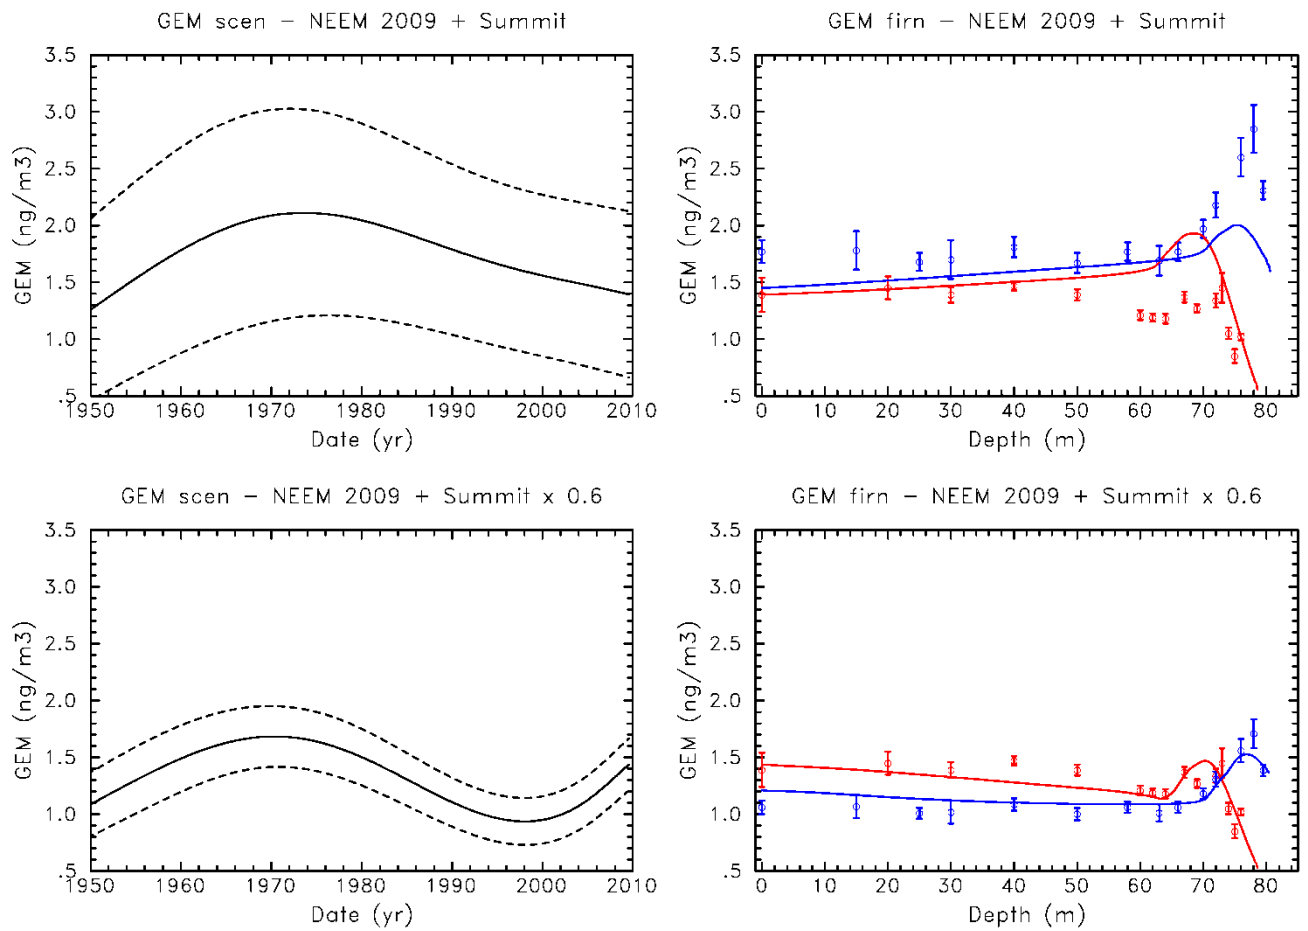 GEM scen – NEEM 2009 + Summit
3.5
3.0
2.5
2.0
1.5
1.0
.5
GEM (ng/m3)
1950 1960 1970 1980 1990 2000 2010
Date (yr)
GEM firn – NEEM 2009 + Summit
3.5
3.0
2.5
2.0
1.5
1.0
.5
GEM (ng/m3)
0 10 20 30 40 50 60 70 80
Depth (m)
GEM scen – NEEM 2009 + Summit x 0.6
3.5
3.0
2.5
2.0
1.5
1.0
.5
GEM (ng/m3)
1950 1960 1970 1980 1990 2000 2010
Date (yr)
GEM firn – NEEM 2009 + Summit x 0.6
3.5
3.0
2.5
2.0
1.5
1.0
.5
GEM (ng/m3)
0 10 20 30 40 50 60 70 80
Depth (m)